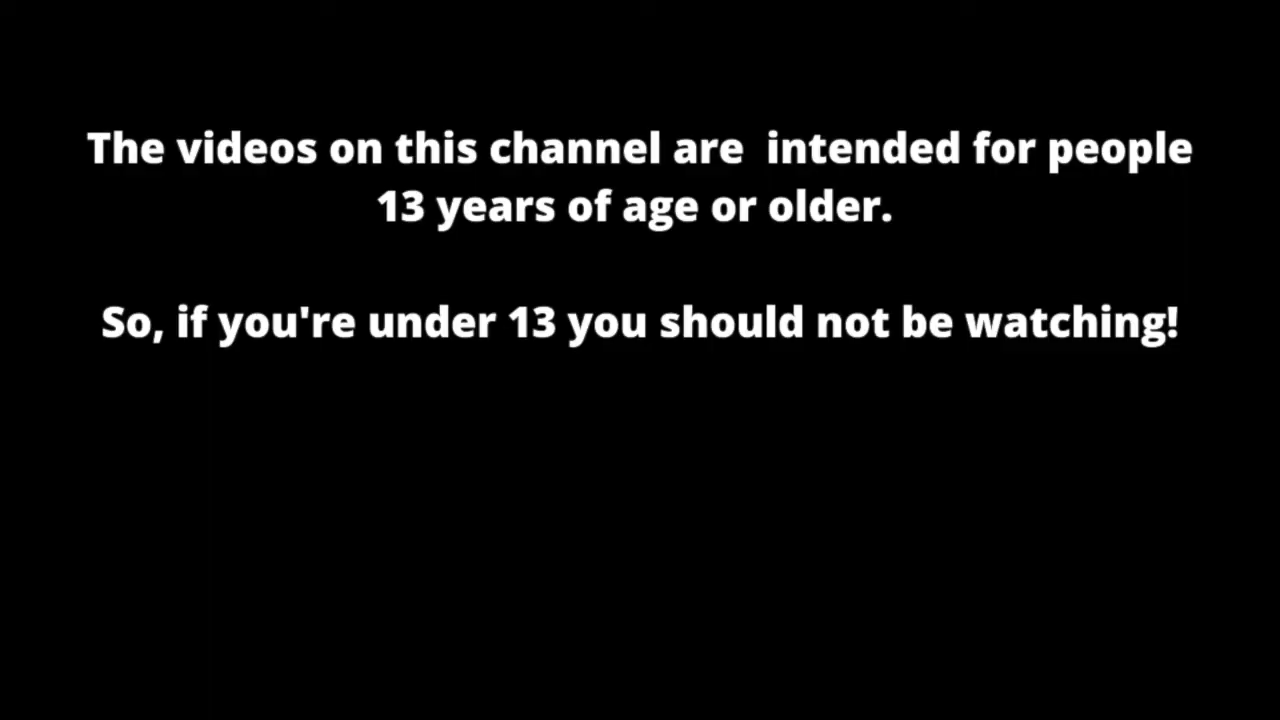 The videos on this channel are  intended for people
13 years of age or older.
So, if you're under 13 you should not be watching!